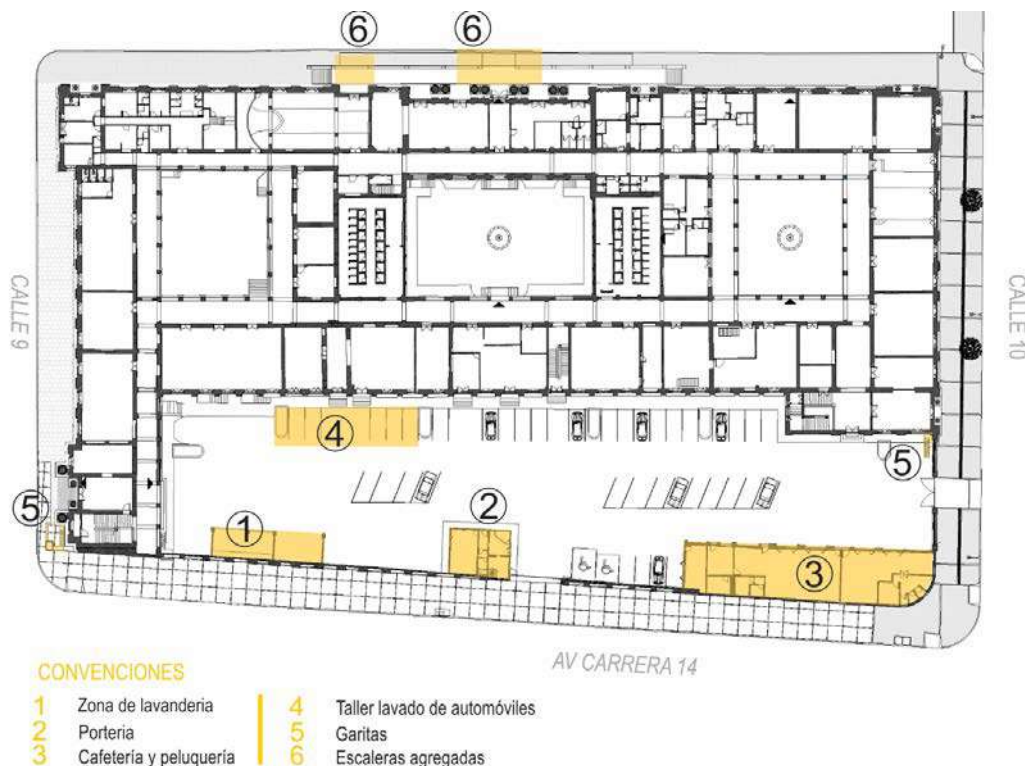 6 6
CALLE 9
CALLE 10
4
5
5
2
1
3
AV CARRERA 14
CONVENCIONES
1 Zona de lavanderia
2 Porteria
3 Cafetería y peluquería
4 Taller lavado de automóviles
5 Garitas
6 Escaleras agregadas